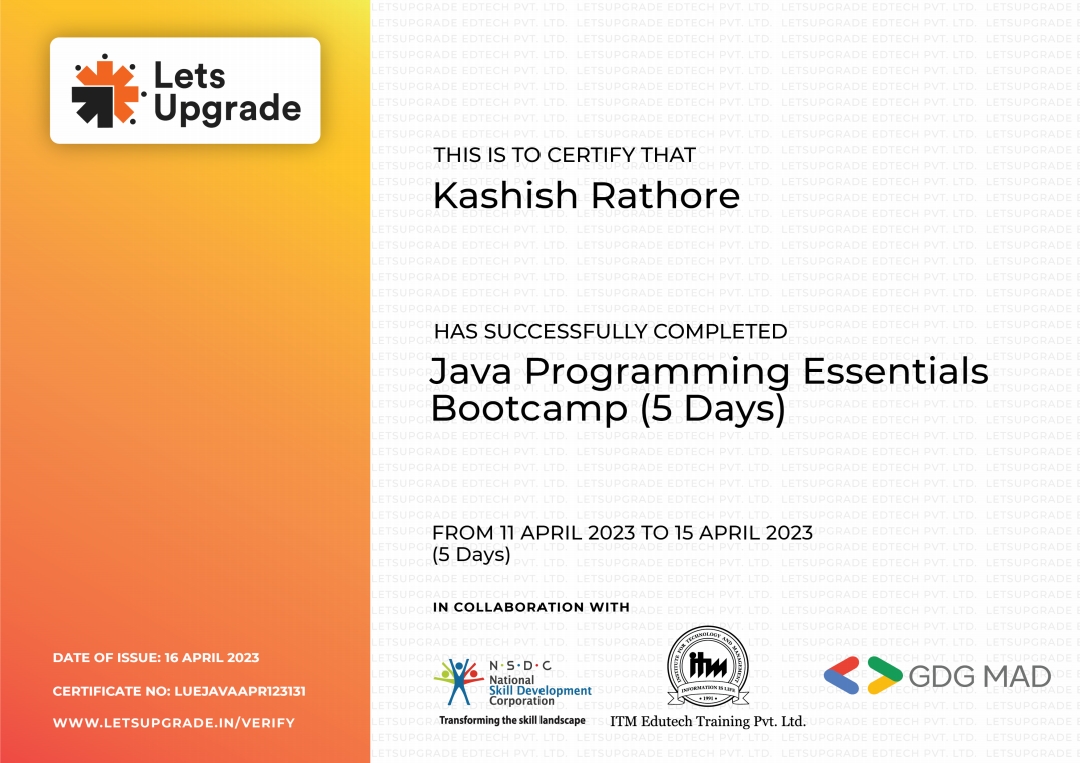 Lets
Upgrade
THIS IS TO CERTIFY THAT
Kashish Rathore
HAS SUCCESSFULLY COMPLETED
Java Programming Essentials
Bootcamp (5 Days)
FROM 11 APRIL 2023 TO 15 APRIL 2023
(5 Days)
IN COLLABORATION WITH
N·S·D·C
National
Skill Development
Corporation
Transforming the skill landscape
INSTITUTE FOR TECHNOLOGY AND MANAGEMENT
itm
INFORMATION IS LIFE
• 1991 •
ITM Edutech Training Pvt. Ltd.
GDG MAD
DATE OF ISSUE: 16 APRIL 2023
CERTIFICATE NO: LUEJAVAAPR123131
WWW.LETSUPGRADE.IN/VERIFY
LETSUPGRADE EDTECH PVT. LTD.